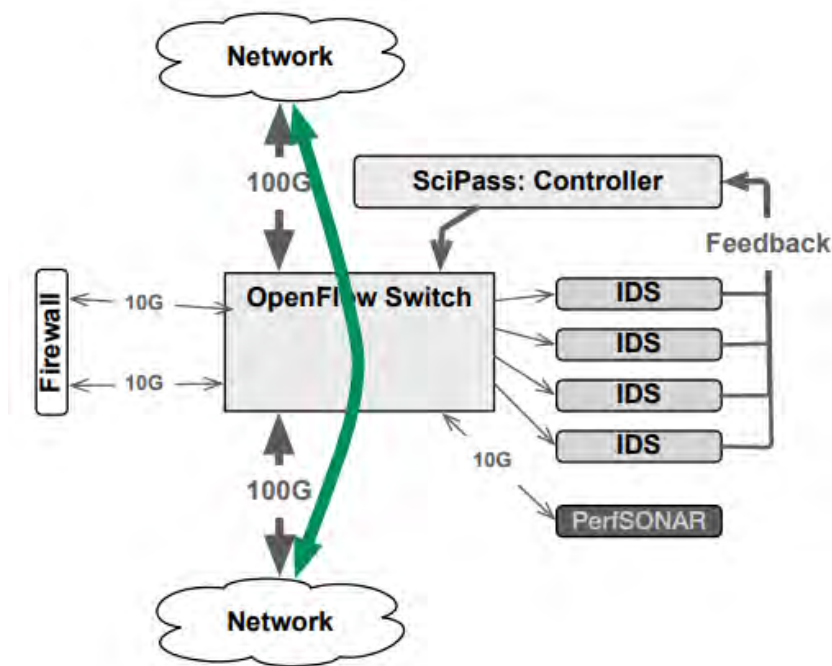 Network
100G
SciPass: Controller
Feedback
OpenFlow Switch
Firewall
10G
10G
IDS
IDS
IDS
IDS
100G
10G
PerfSONAR
Network